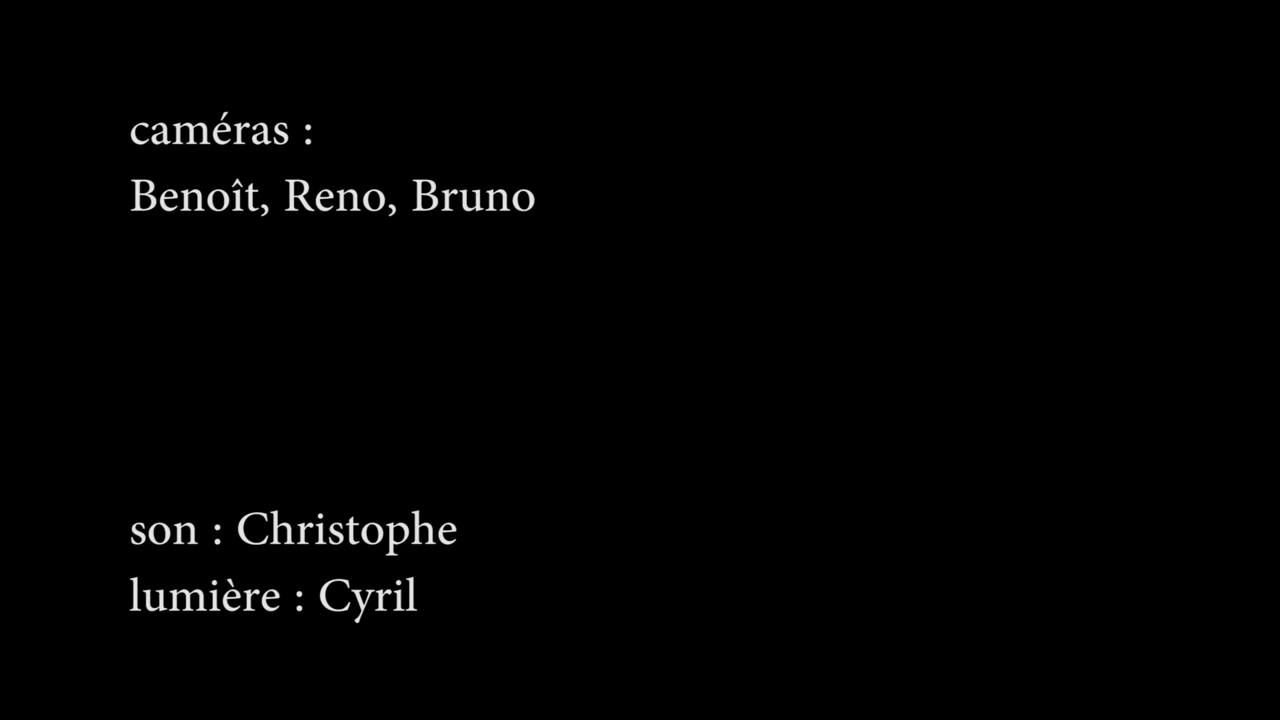 caméras :
Benoît, Reno, Bruno
son : Christophe
lumière : Cyril